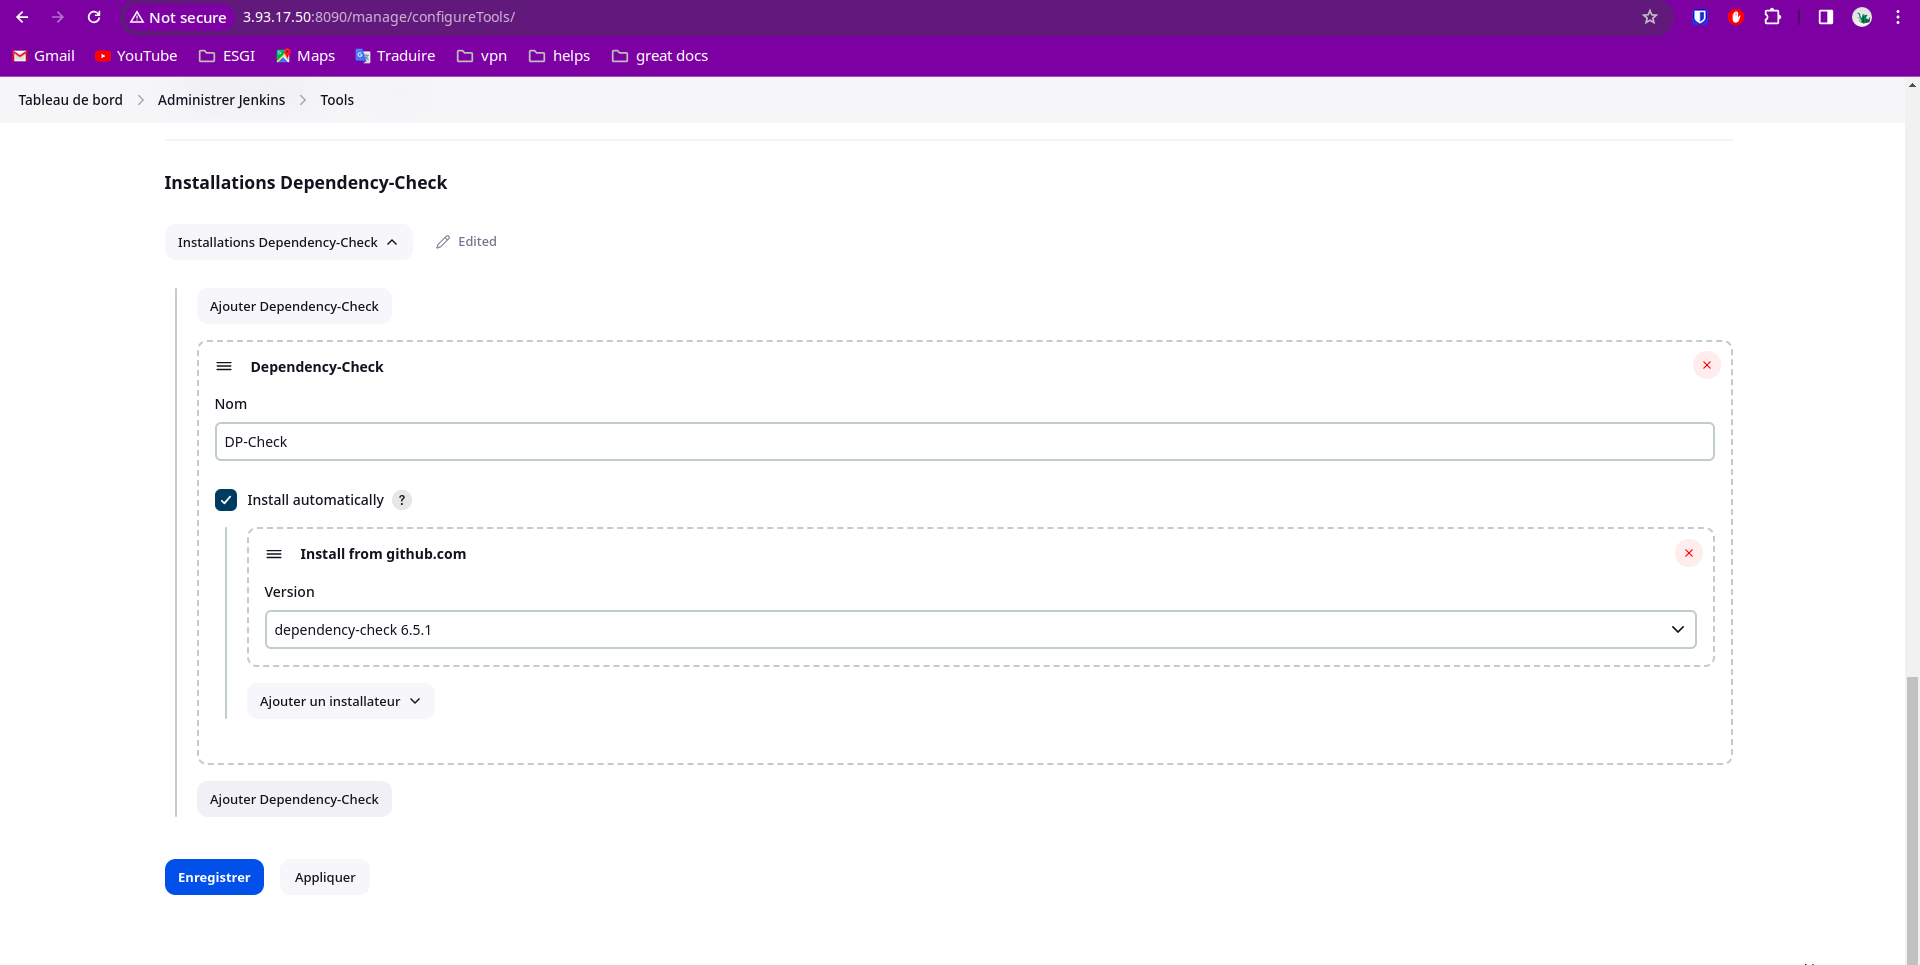 Not secure 3.93.17.50:8090/manage/configureTools/
Gmail YouTube ESGI Maps Traduire vpn helps great docs
Tableau de bord Administrer Jenkins Tools
Installations Dependency-Check
Installations Dependency-Check Edited
Ajouter Dependency-Check
Dependency-Check
Nom
DP-Check
Install automatically ?
Install from github.com
Version
dependency-check 6.5.1
Ajouter un installateur
Ajouter Dependency-Check
Enregistrer Appliquer